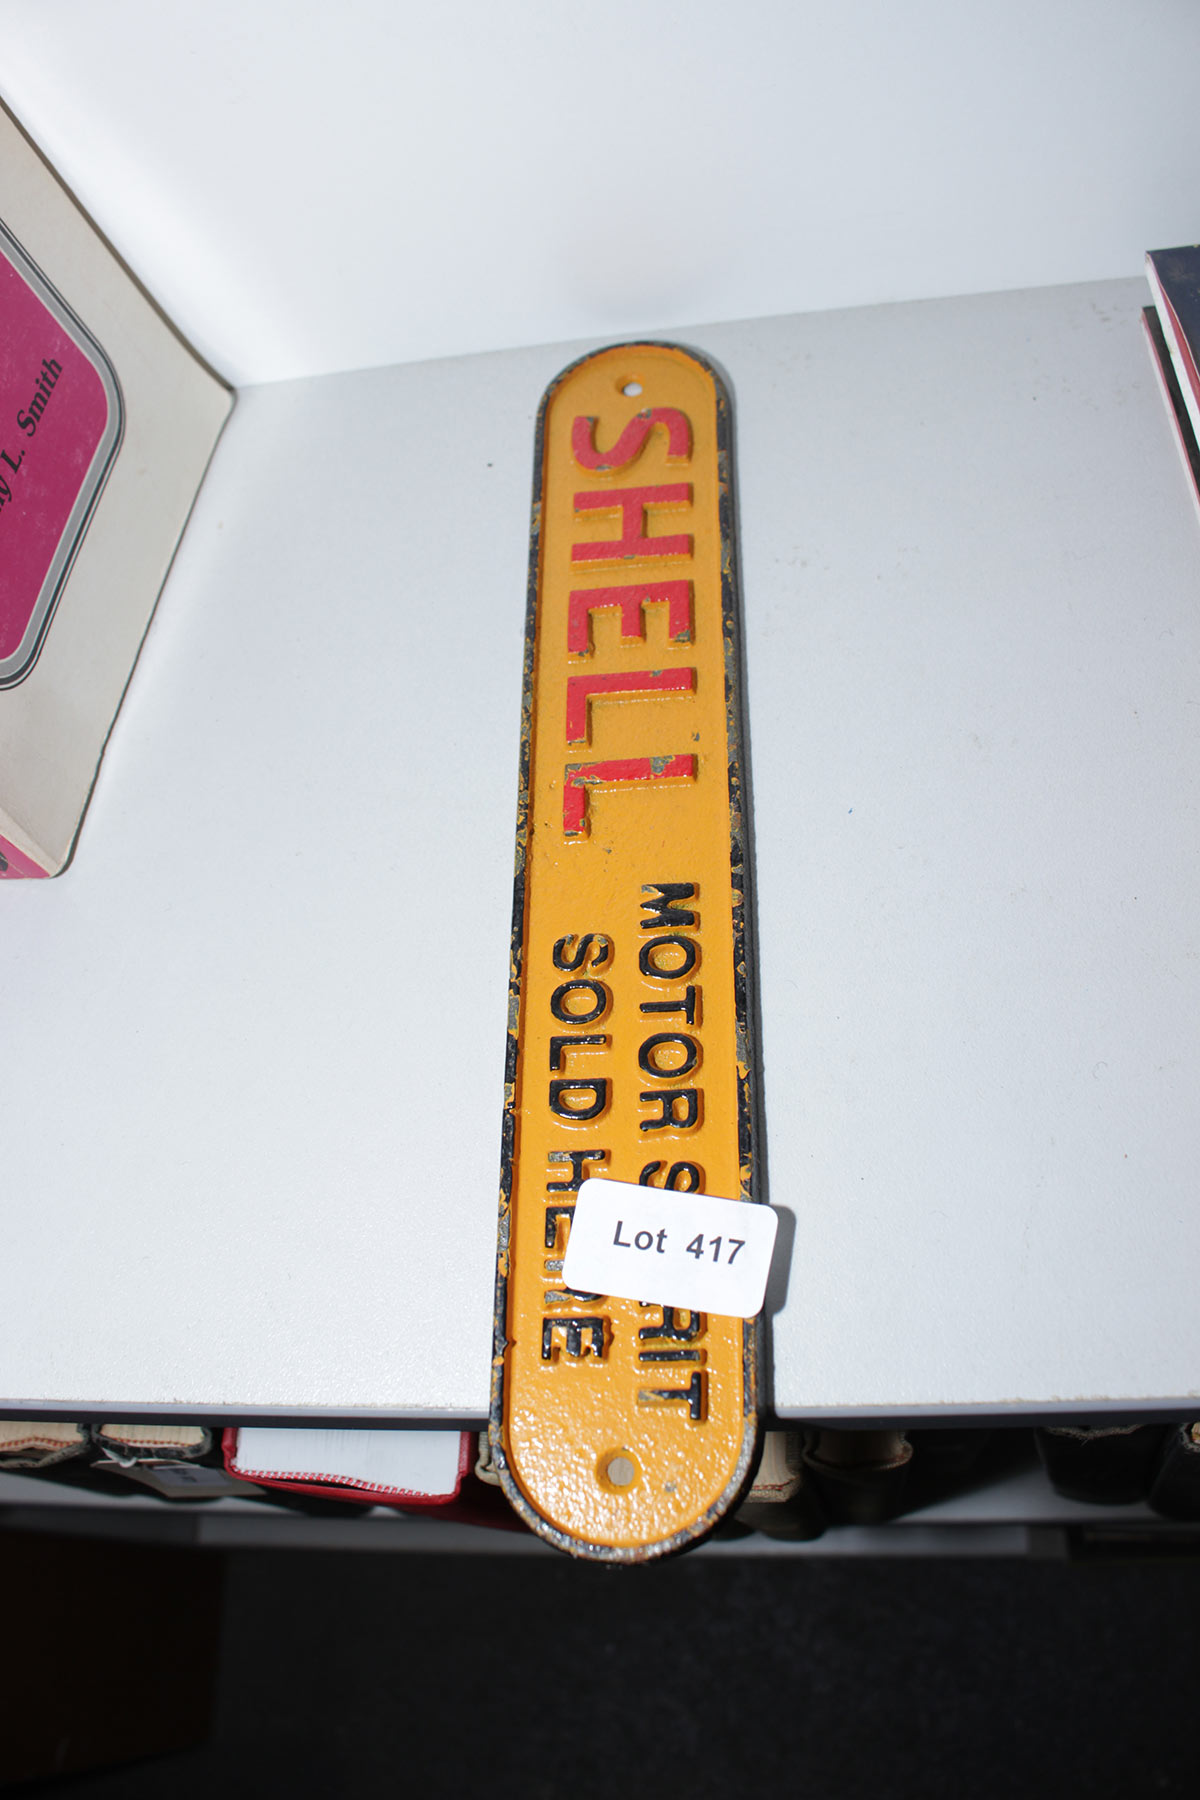 SHELL
MOTOR SPIRIT
SOLD HERE
Lot 417
L. Smith